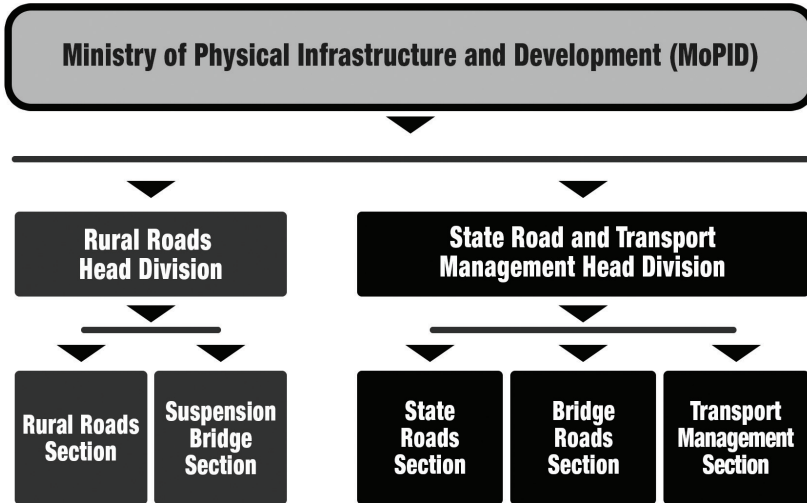 Ministry of Physical Infrastructure and Development (MoPID)
Rural Roads
Head Division
State Road and Transport
Management Head Division
Rural Roads
Section
Suspension
Bridge
Section
State
Roads
Section
Bridge
Roads
Section
Transport
Management
Section